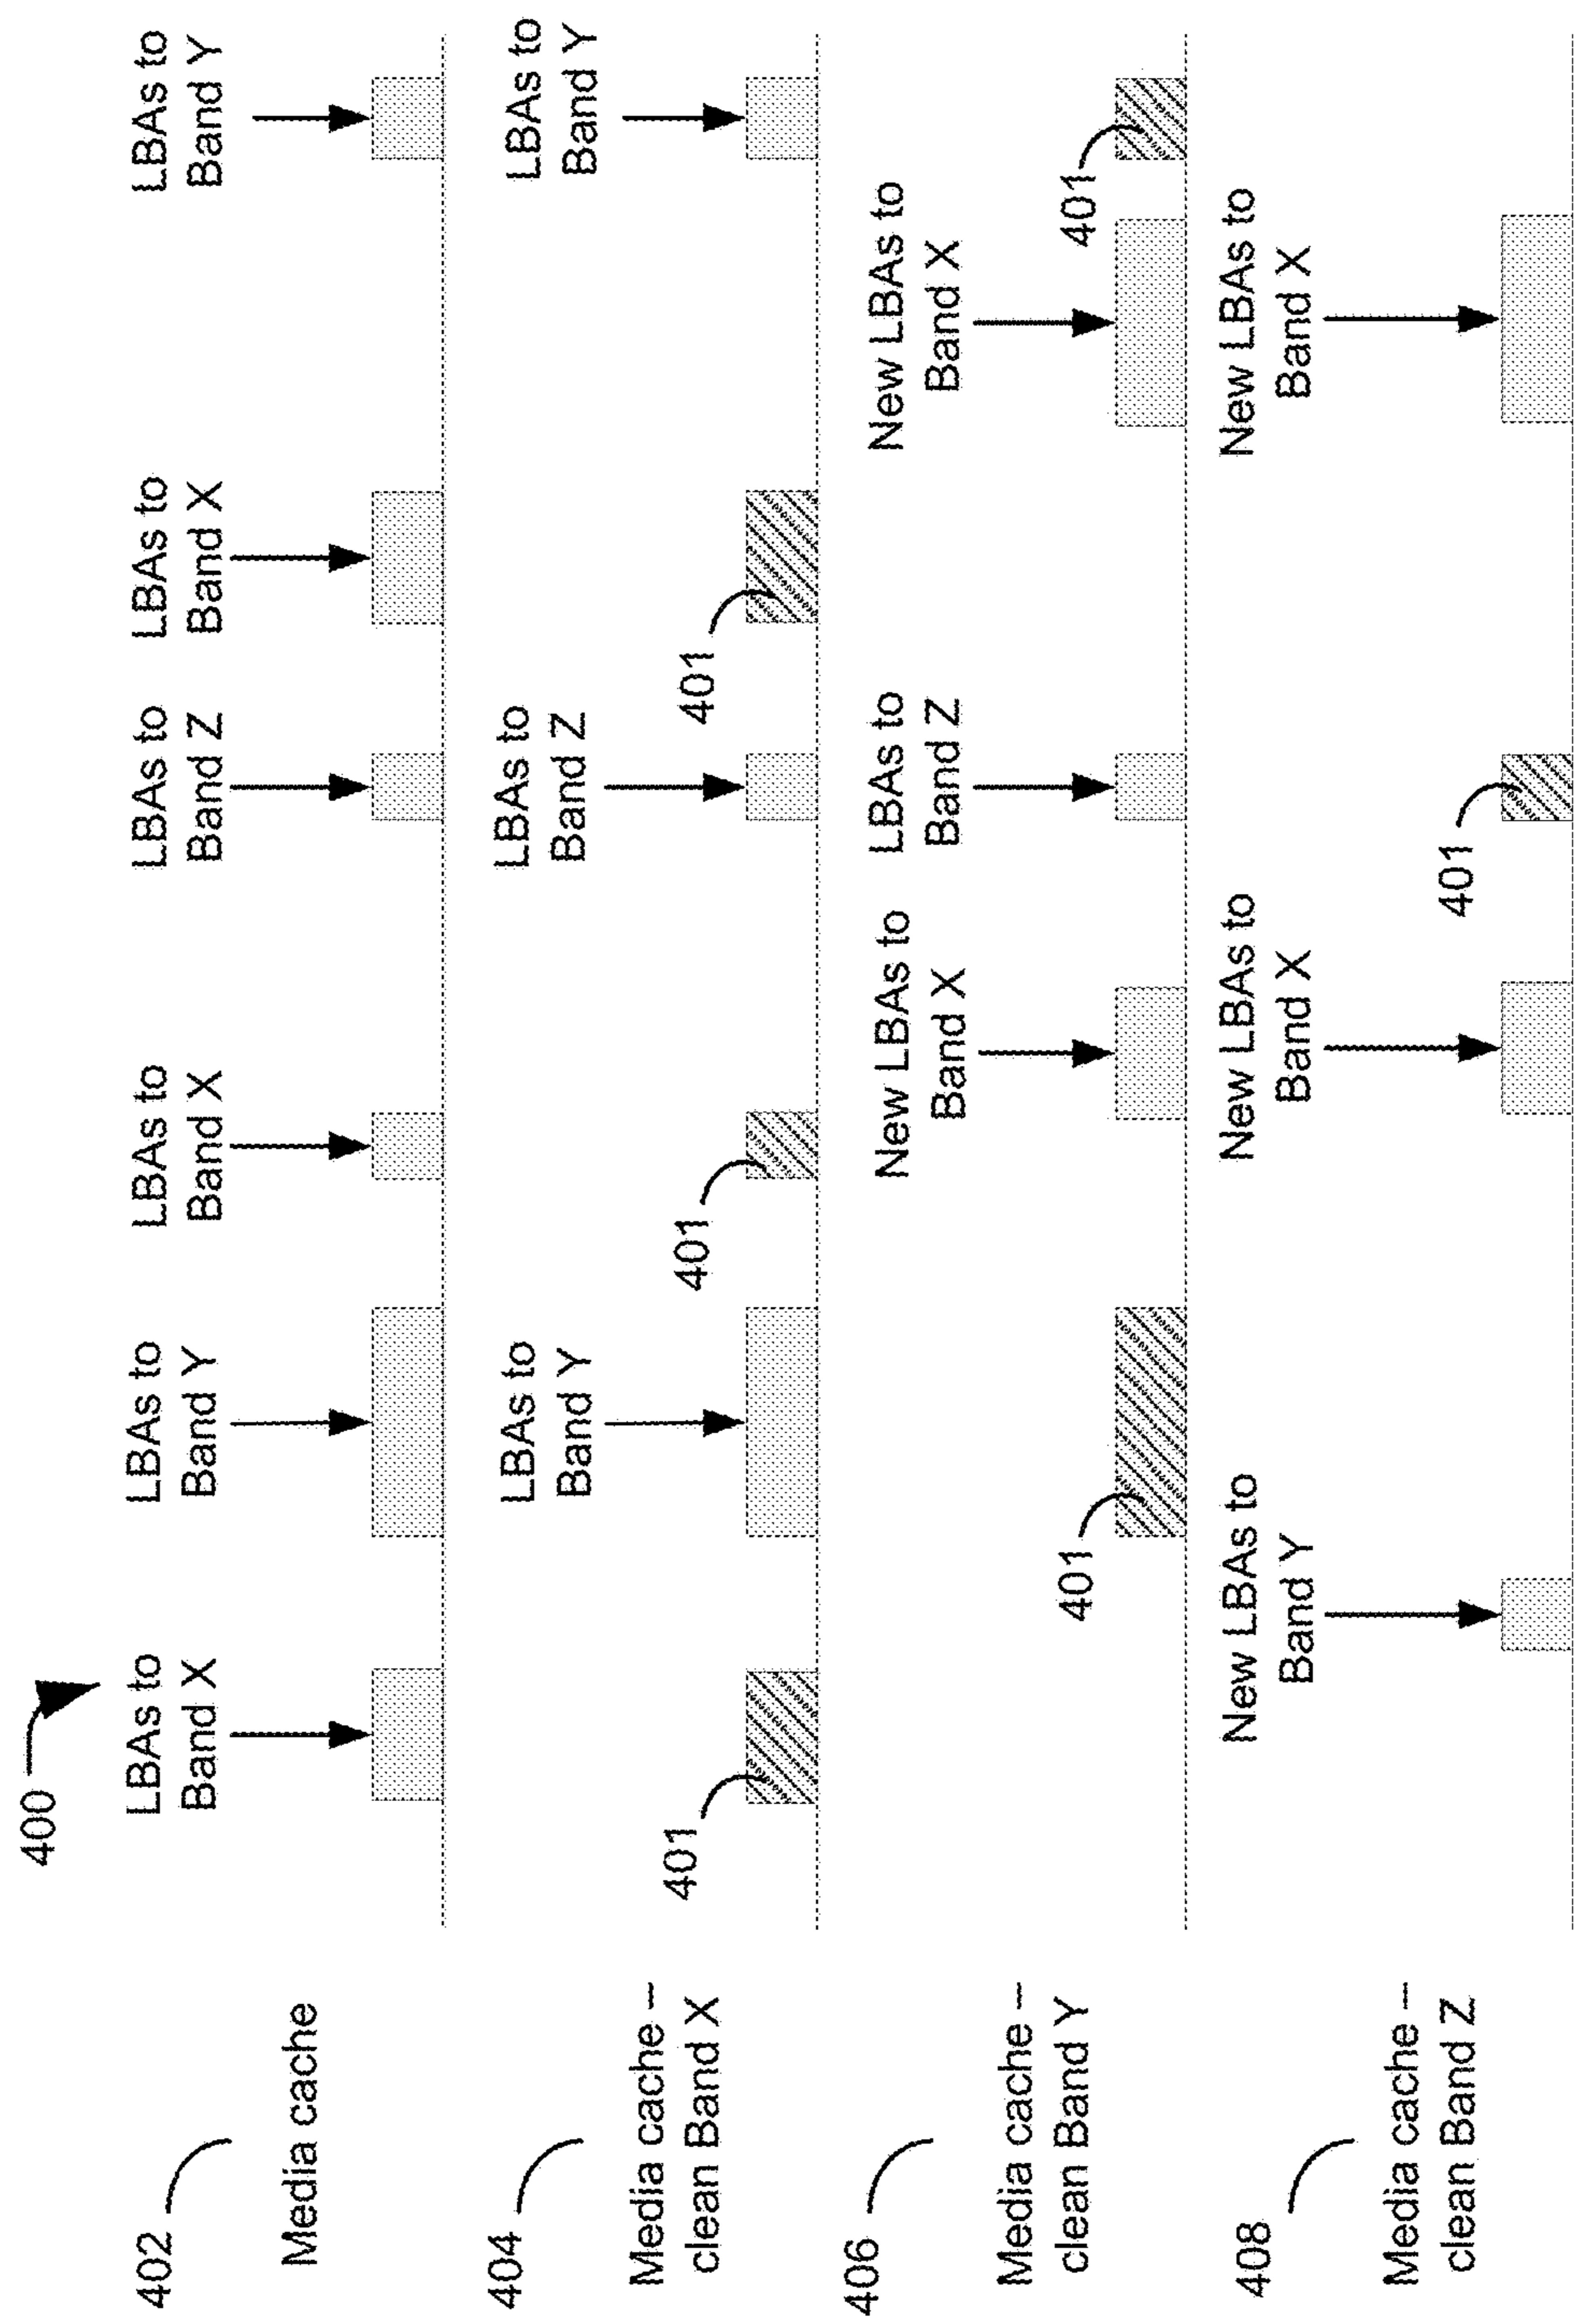 400
402
Media cache
LBAs to
Band X
LBAs to
Band Y
LBAs to
Band X
LBAs to
Band Z
LBAs to
Band X
LBAs to
Band Y
404
Media cache –
clean Band X
401
LBAs to
Band Y
401
LBAs to
Band Z
401
LBAs to
Band Y
406
Media cache –
clean Band Y
401
New LBAs to
Band X
LBAs to
Band Z
New LBAs to
Band X
401
408
Media cache –
clean Band Z
New LBAs to
Band Y
New LBAs to
Band X
401
New LBAs to
Band X